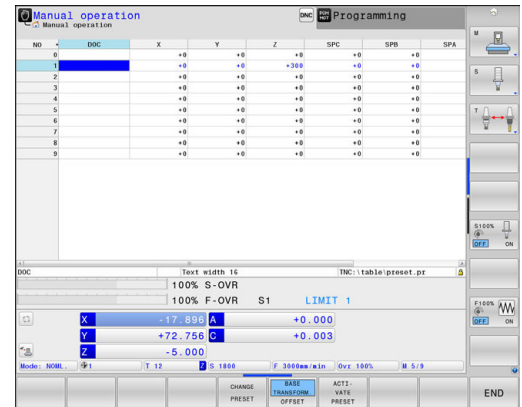 Manual operation
DNC
Programming
Manual operation
NO DOC X Y Z SPC SPB SPA
0 +0 +0 +0 +0 +0
1 +0 +0 +300 +0 +0
2 +0 +0 +0 +0 +0
3 +0 +0 +0 +0 +0
4 +0 +0 +0 +0 +0
5 +0 +0 +0 +0 +0
6 +0 +0 +0 +0 +0
7 +0 +0 +0 +0 +0
8 +0 +0 +0 +0 +0
9 +0 +0 +0 +0 +0
DOC Text width 16 TNC:\table\preset.pr
100% S-OVR
100% F-OVR S1 LIMIT 1
X -17.896 A +0.000
Y +72.756 C +0.003
Z -5.000
Mode: NOML. 1 T 12 Z S 1800 F 3000mm/min Ovr 100% M 5/9
CHANGE PRESET
BASE TRANSFORM. OFFSET
ACTI- VATE PRESET
END
M
S
T
S100%
OFF ON
F100%
OFF ON